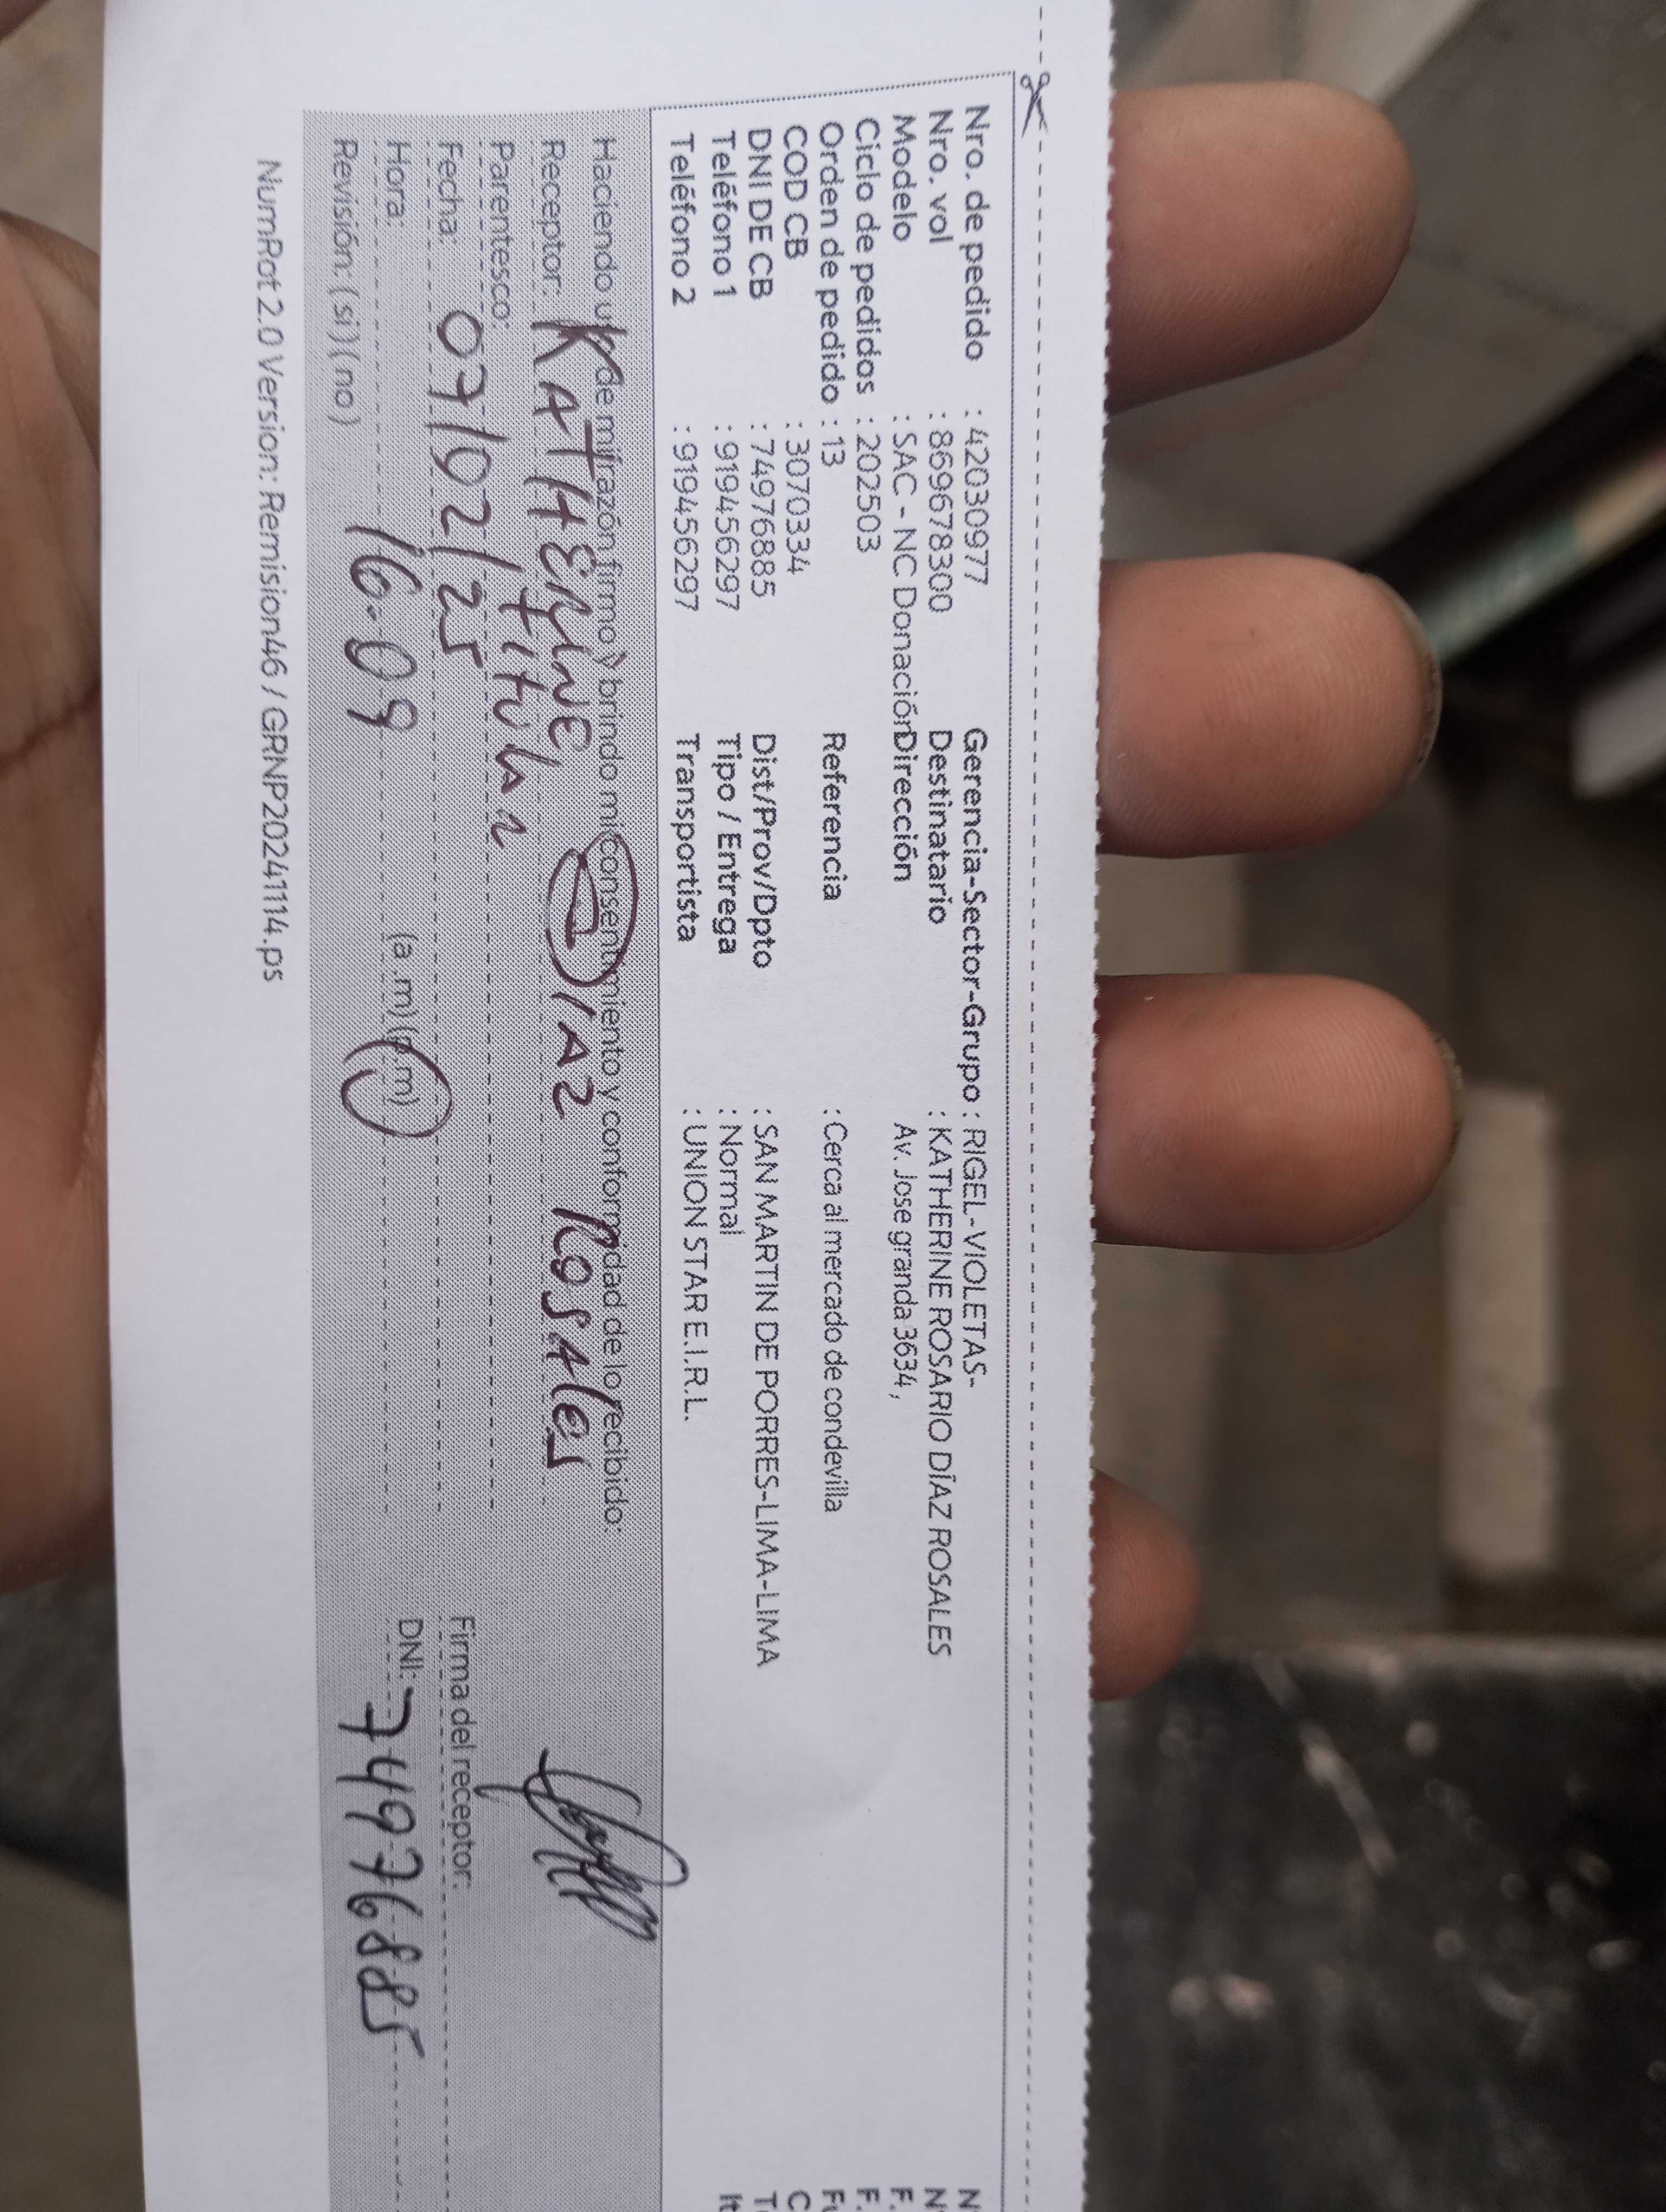 Nro. de pedido : 42030977 Gerencia-Sector-Grupo : RIGEL-VIOLETAS-
Nro. vol : 869678300 Destinatario : KATHERINE ROSARIO DÍAZ ROSALES
Modelo : SAC - NC Donación Dirección Av. Jose granda 3634,
Ciclo de pedidos : 202503
Orden de pedido : 13 Referencia : Cerca al mercado de condevilla
COD CB : 3070334
DNI DE CB : 74976885 Dist/Prov/Dpto : SAN MARTIN DE PORRES-LIMA-LIMA
Teléfono 1 : 919456297 Tipo / Entrega : Normal
Teléfono 2 : 919456297 Transportista : UNION STAR E.I.R.L.
Haciendo de mi razón firmo y brindo mi consentimiento y conformidad de lo recibido:
Receptor: KATHERINE DIAZ Rosales
Parentesco: Titular
Fecha: 07/02/25 Firma del receptor:
Hora: 16:09 (a.m) (p.m) DNI: 74976885
Revisión: (si) (no)
NumRot 2.0 Version: Remision46 / GRNP20241114.ps